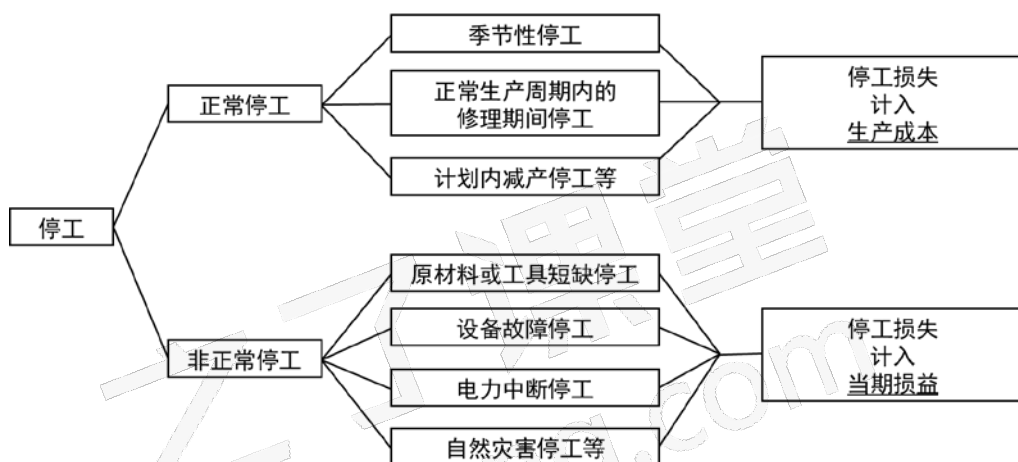 停工
正常停工
季节性停工
正常生产周期内的
修理期间停工
计划内减产停工等
停工损失
计入
生产成本
非正常停工
原材料或工具短缺停工
设备故障停工
电力中断停工
自然灾害停工等
停工损失
计入
当期损益